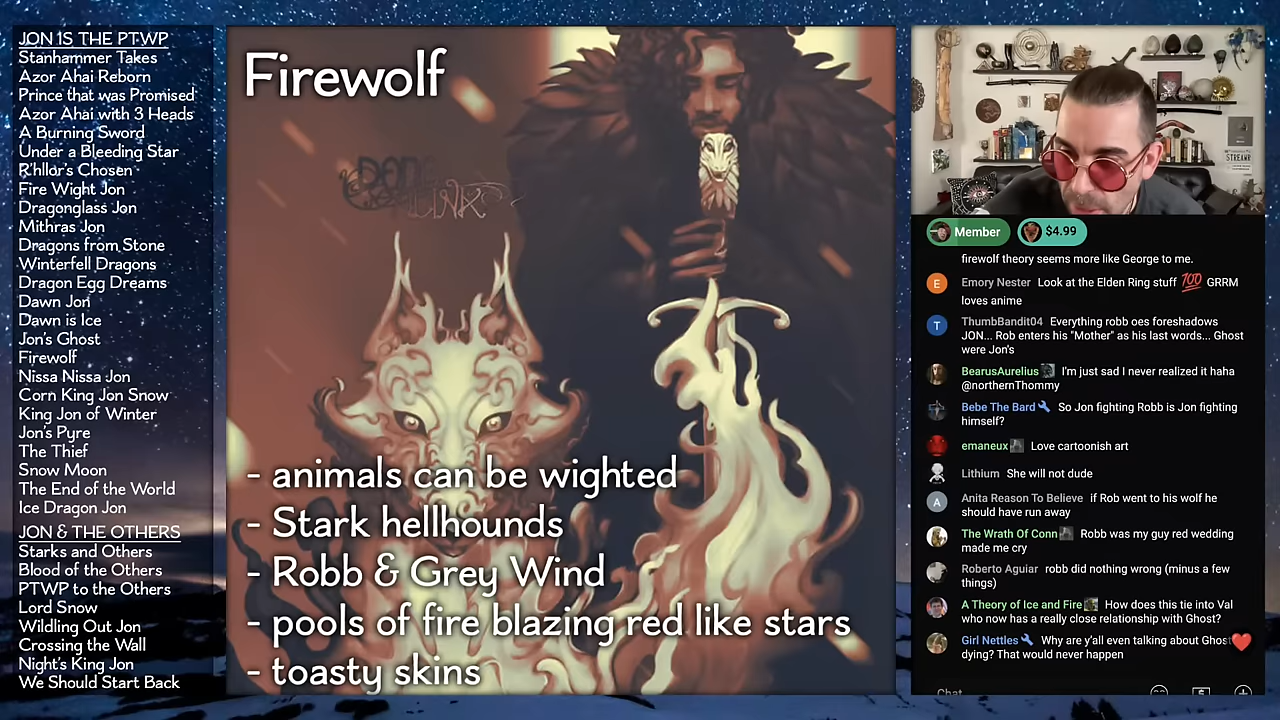 JON IS THE PTWP
Stanhammer Takes
Azor Ahai Reborn
Prince that was Promised
Azor Ahai with 3 Heads
A Burning Sword
Under a Bleeding Star
R'hllor's Chosen
Fire Wight Jon
Dragonglass Jon
Mithras Jon
Dragons from Stone
Winterfell Dragons
Dragon Egg Dreams
Dawn Jon
Dawn is Ice
Jon's Ghost
Firewolf
Nissa Nissa Jon
Corn King Jon Snow
King Jon of Winter
Jon's Pyre
The Thief
Snow Moon
The End of the World
Ice Dragon Jon
JON & THE OTHERS
Starks and Others
Blood of the Others
PTWP to the Others
Lord Snow
Wildling Out Jon
Crossing the Wall
Night's King Jon
We Should Start Back
Firewolf
- animals can be wighted
- Stark hellhounds
- Robb & Grey Wind
- pools of fire blazing red like stars
- toasty skins
Member
$4.99
firewolf theory seems more like George to me.
E
Emory Nester Look at the Elden Ring stuff 100 GRRM
loves anime
T
ThumbBandit04 Everything robb oes foreshadows
JON... Rob enters his "Mother" as his last words... Ghost
were Jon's
BearusAurelius I'm just sad I never realized it haha
@northernThommy
Bebe The Bard So Jon fighting Robb is Jon fighting
himself?
emaneux Love cartoonish art
Lithium She will not dude
A
Anita Reason To Believe if Rob went to his wolf he
should have run away
The Wrath Of Conn Robb was my guy red wedding
made me cry
Roberto Aguiar robb did nothing wrong (minus a few
things)
A Theory of Ice and Fire How does this tie into Val
who now has a really close relationship with Ghost?
Girl Nettles Why are y'all even talking about Ghost
dying? That would never happen
Chat